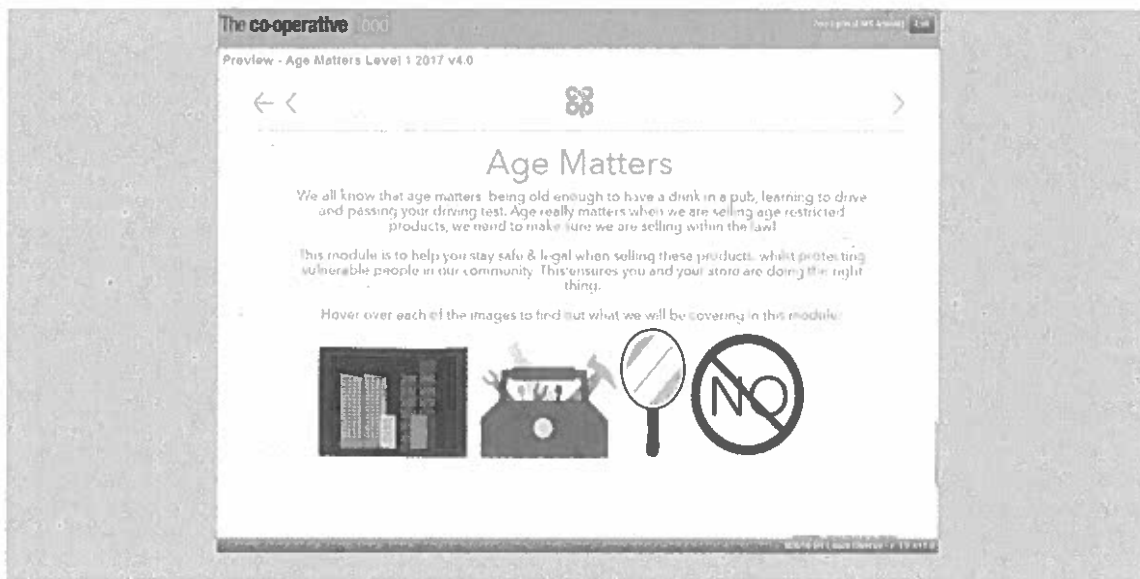 The co-operative food
Exit
Preview - Age Matters Level 1 2017 v4.0
co
op
Age Matters
We all know that age matters: being old enough to have a drink in a pub, learning to drive
and passing your driving test. Age really matters when we are selling age restricted
products, we need to make sure we are selling within the law!
This module is to help you stay safe & legal when selling these products, whilst protecting
vulnerable people in our community. This ensures you and your store are doing the right
thing.
Hover over each of the images to find out what we will be covering in this module.
NO